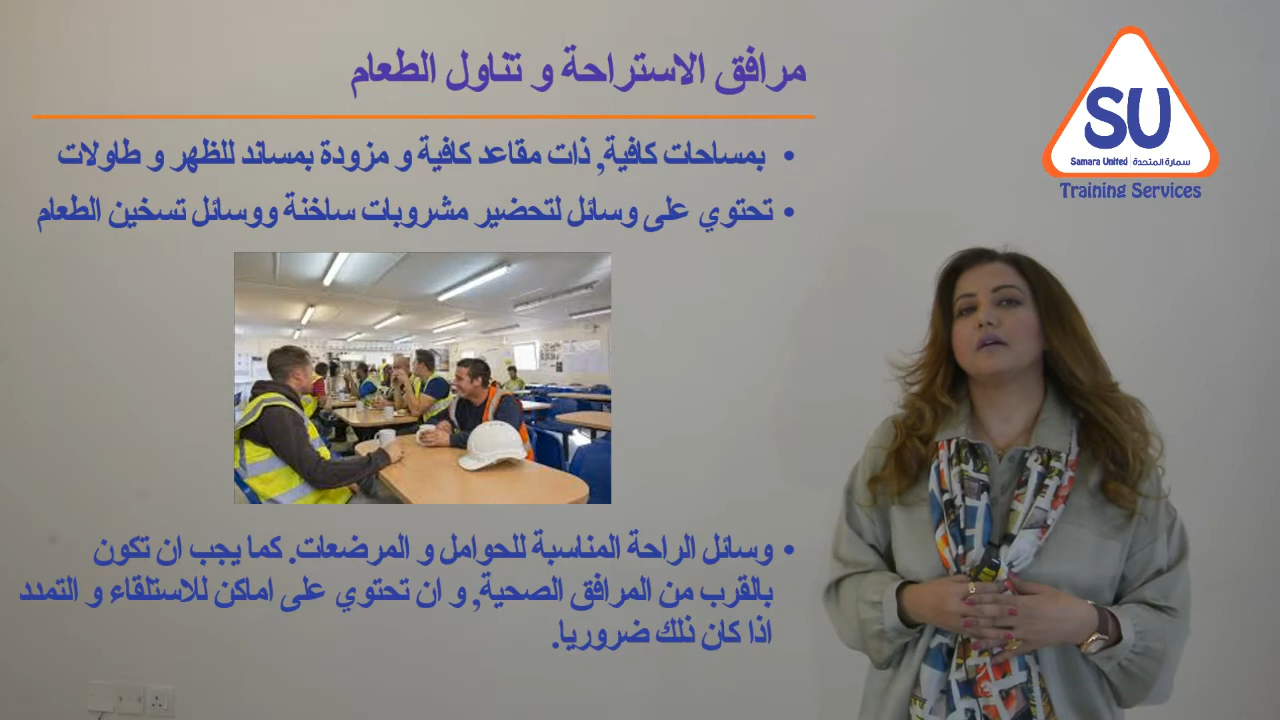 مرافق الاستراحة و تناول الطعام
• بمساحات كافية, ذات مقاعد كافية و مزودة بمساند للظهر و طاولات
• تحتوي على وسائل لتحضير مشروبات ساخنة ووسائل تسخين الطعام
• وسائل الراحة المناسبة للحوامل و المرضعات. كما يجب ان تكون
بالقرب من المرافق الصحية, و ان تحتوي على اماكن للاستلقاء و التمدد
اذا كان ذلك ضروريا.
SU
Samara United | سمارة المتحدة
Training Services